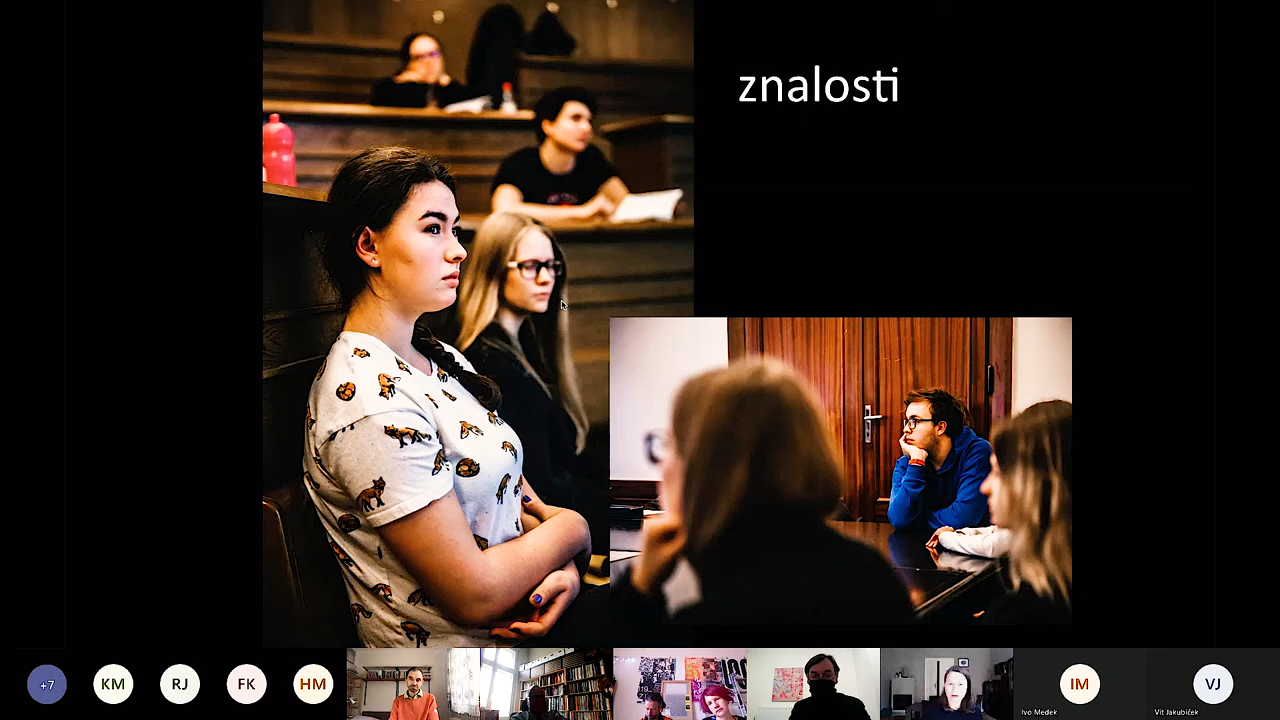 znalosti
+7
KM
RJ
FK
HM
IM
Ivo Medek
VJ
Vít Jakubíček